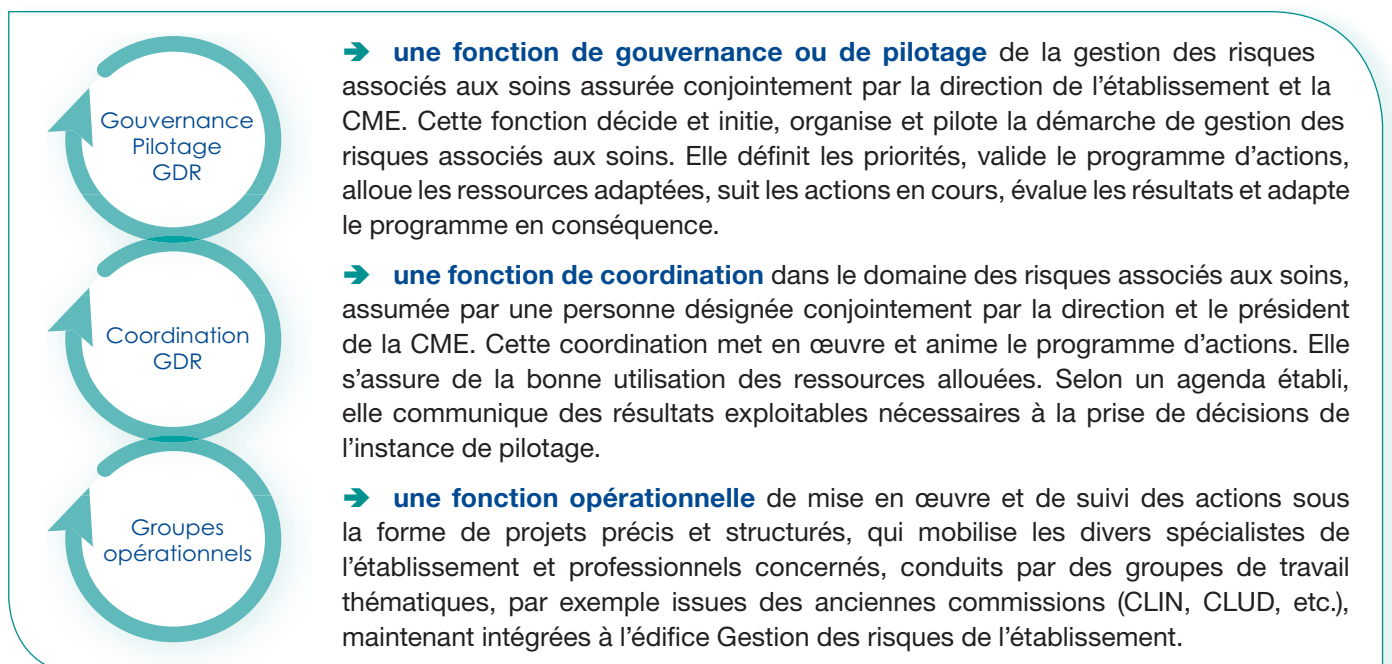 Gouvernance
Pilotage
GDR
➔ une fonction de gouvernance ou de pilotage de la gestion des risques
associés aux soins assurée conjointement par la direction de l’établissement et la
CME. Cette fonction décide et initie, organise et pilote la démarche de gestion des
risques associés aux soins. Elle définit les priorités, valide le programme d’actions,
alloue les ressources adaptées, suit les actions en cours, évalue les résultats et adapte
le programme en conséquence.
Coordination
GDR
➔ une fonction de coordination dans le domaine des risques associés aux soins,
assumée par une personne désignée conjointement par la direction et le président
de la CME. Cette coordination met en œuvre et anime le programme d’actions. Elle
s’assure de la bonne utilisation des ressources allouées. Selon un agenda établi,
elle communique des résultats exploitables nécessaires à la prise de décisions de
l’instance de pilotage.
Groupes
opérationnels
➔ une fonction opérationnelle de mise en œuvre et de suivi des actions sous
la forme de projets précis et structurés, qui mobilise les divers spécialistes de
l’établissement et professionnels concernés, conduits par des groupes de travail
thématiques, par exemple issues des anciennes commissions (CLIN, CLUD, etc.),
maintenant intégrées à l’édifice Gestion des risques de l’établissement.